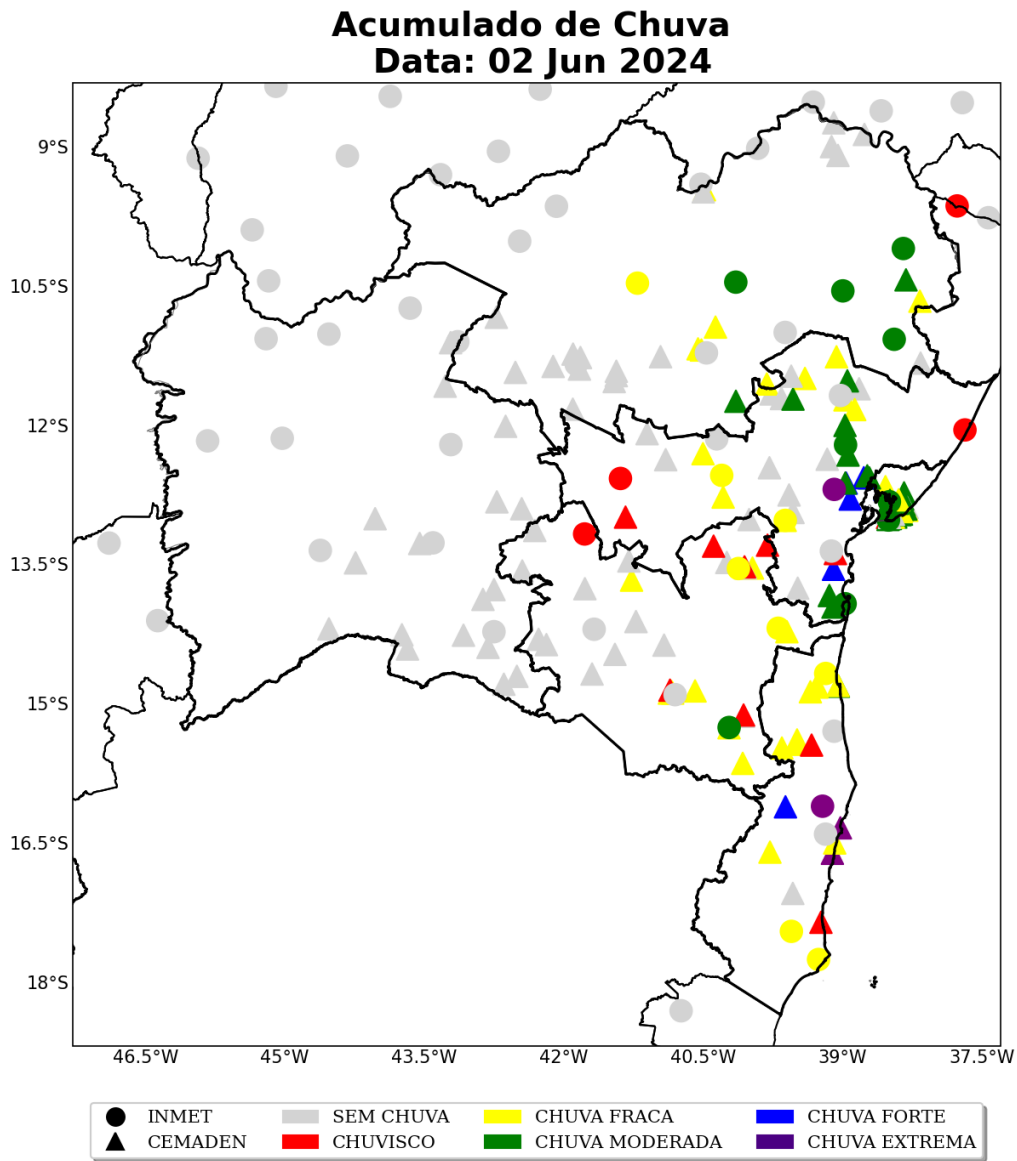 Acumulado de Chuva
Data: 02 Jun 2024
9°S
10.5°S
12°S
13.5°S
15°S
16.5°S
18°S
46.5°W 45°W 43.5°W 42°W 40.5°W 39°W 37.5°W
INMET SEM CHUVA CHUVA FRACA CHUVA FORTE
CEMADEN CHUVISCO CHUVA MODERADA CHUVA EXTREMA